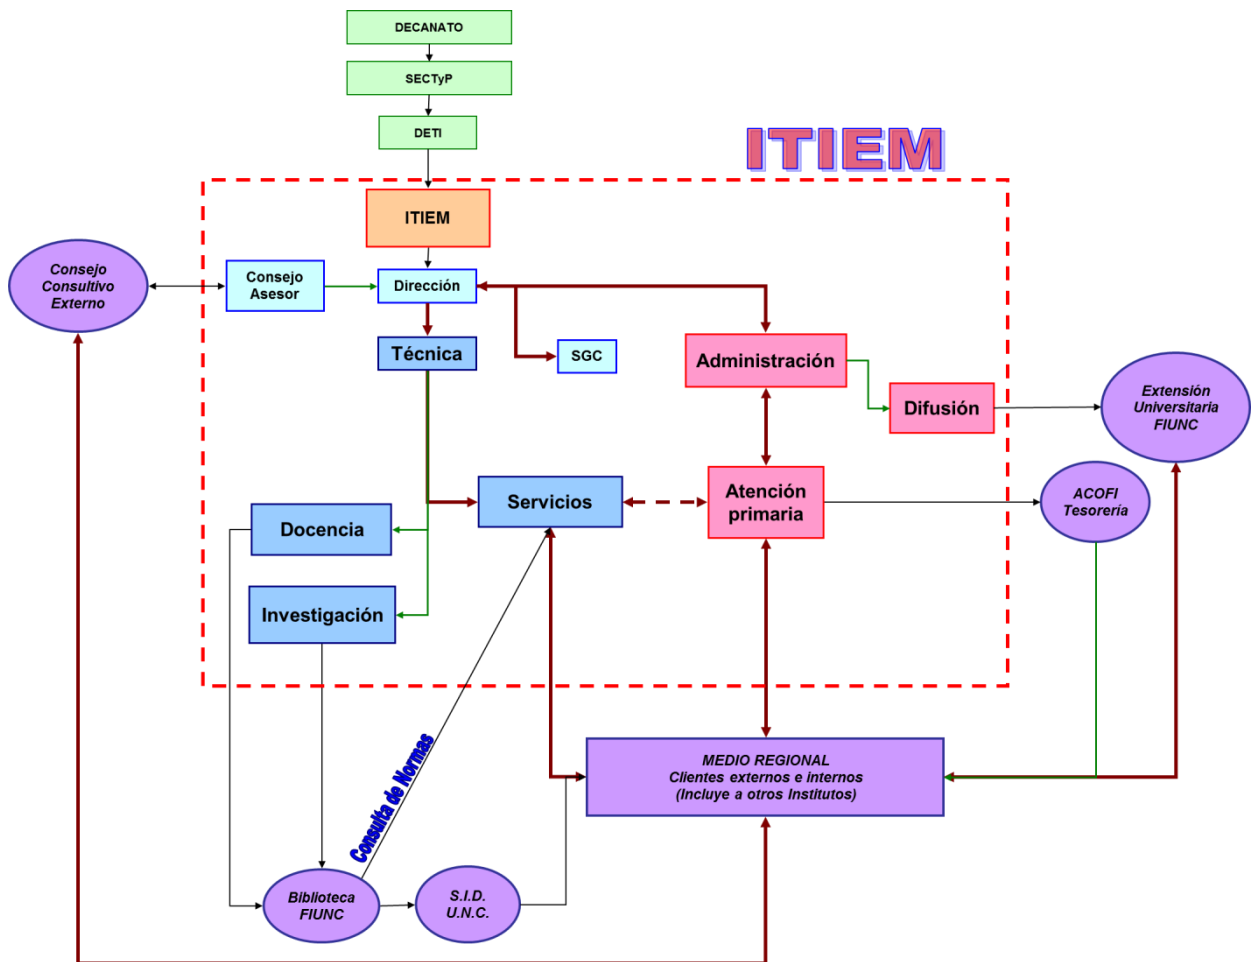 DECANATO
SECTyP
DETI
ITIEM
ITIEM
Consejo
Consultivo
Externo
Consejo
Asesor
Dirección
Técnica
SGC
Administración
Difusión
Extensión
Universitaria
FIUNC
Servicios
Atención
primaria
ACOFI
Tesorería
Docencia
Investigación
Consulta de Normas
MEDIO REGIONAL
Clientes externos e internos
(Incluye a otros Institutos)
Biblioteca
FIUNC
S.I.D.
U.N.C.